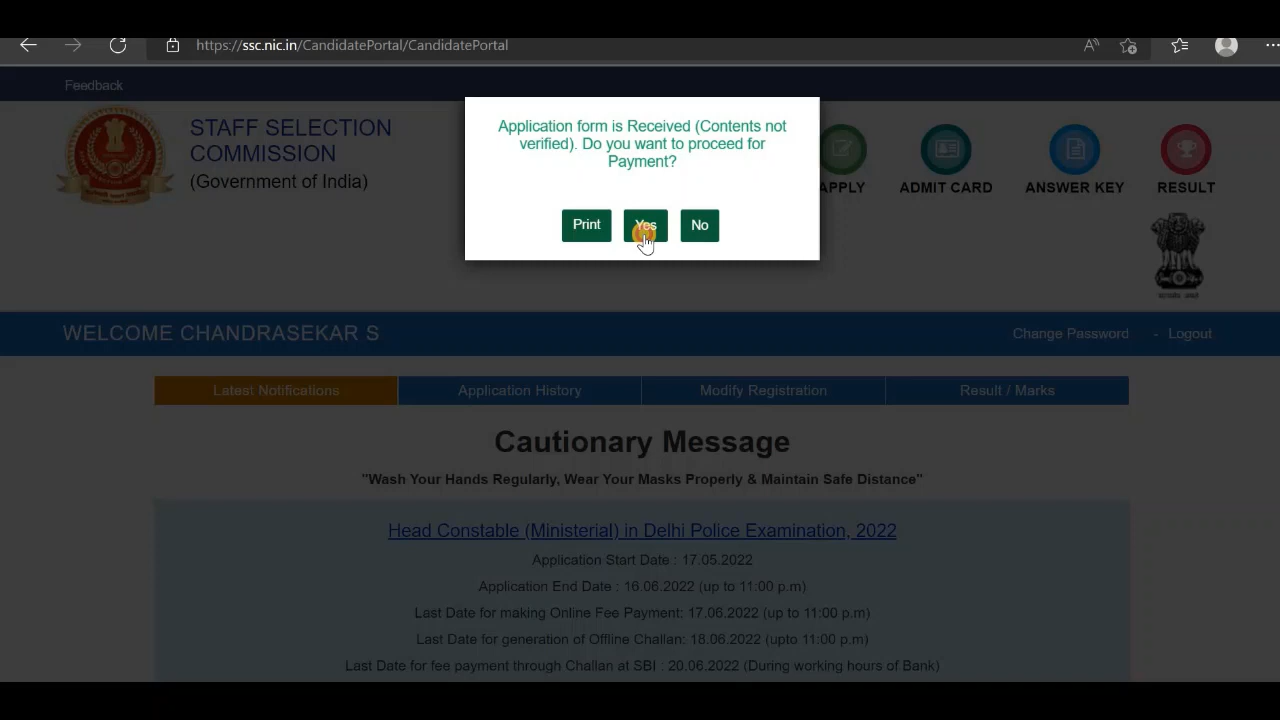 https://ssc.nic.in/CandidatePortal/CandidatePortal
Feedback
STAFF SELECTION
COMMISSION
(Government of India)
Application form is Received (Contents not
verified). Do you want to proceed for
Payment?
Print Yes No
APPLY ADMIT CARD ANSWER KEY RESULT
WELCOME CHANDRASEKAR S
Change Password - Logout
Latest Notifications Application History Modify Registration Result / Marks
Cautionary Message
"Wash Your Hands Regularly, Wear Your Masks Properly & Maintain Safe Distance"
Head Constable (Ministerial) in Delhi Police Examination, 2022
Application Start Date : 17.05.2022
Application End Date : 16.06.2022 (up to 11:00 p.m)
Last Date for making Online Fee Payment: 17.06.2022 (up to 11:00 p.m)
Last Date for generation of Offline Challan: 18.06.2022 (upto 11:00 p.m)
Last Date for fee payment through Challan at SBI : 20.06.2022 (During working hours of Bank)